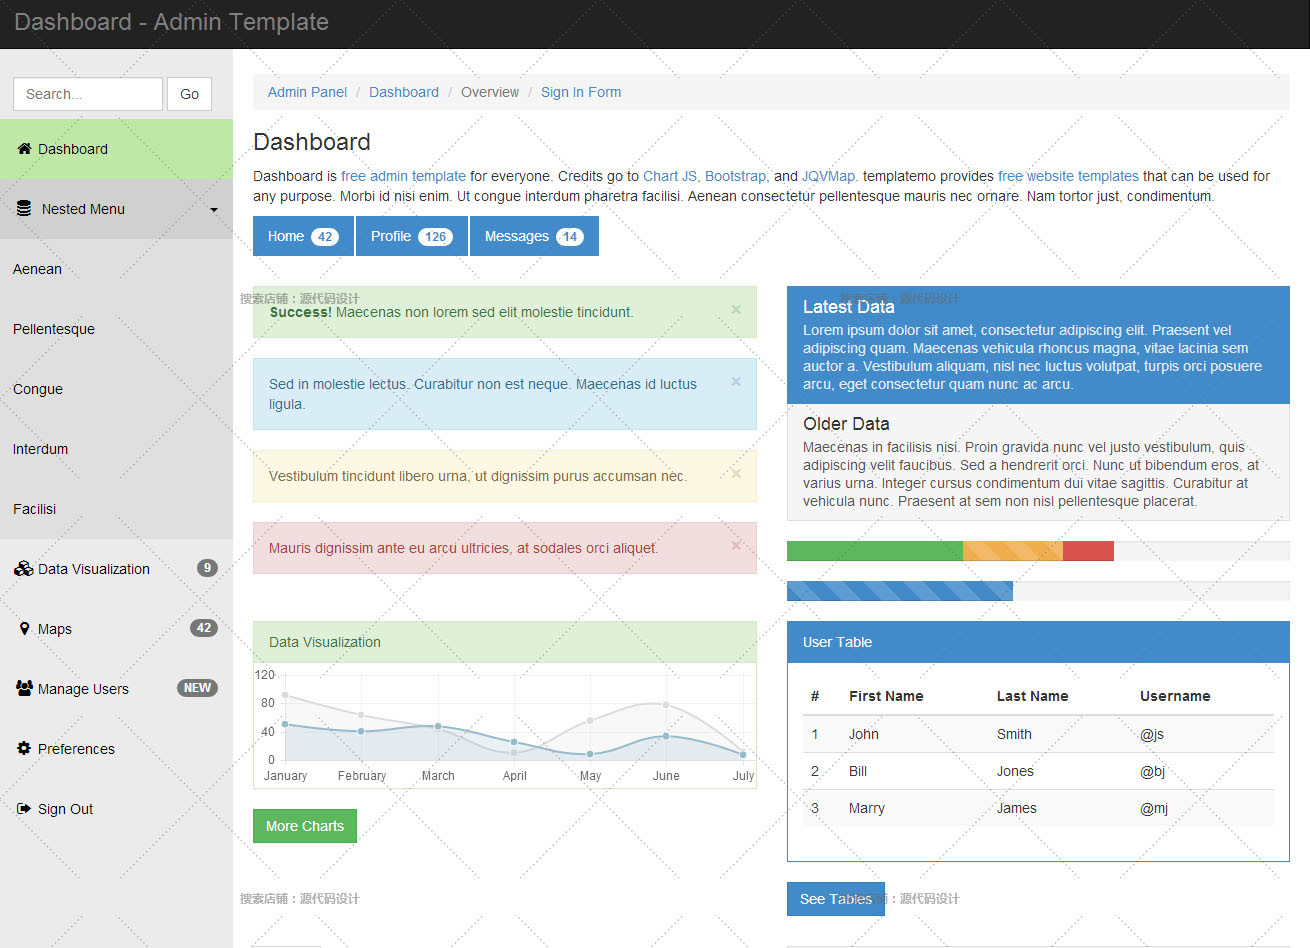 Dashboard - Admin Template
Search...
Go
Dashboard
Nested Menu
Aenean
Pellentesque
Congue
Interdum
Facilisi
Data Visualization 9
Maps 42
Manage Users NEW
Preferences
Sign Out
Admin Panel / Dashboard / Overview / Sign In Form
Dashboard
Dashboard is free admin template for everyone. Credits go to Chart JS, Bootstrap, and JQVMap. templatemo provides free website templates that can be used for
any purpose. Morbi id nisi enim. Ut congue interdum pharetra facilisi. Aenean consectetur pellentesque mauris nec ornare. Nam tortor just, condimentum.
Home 42
Profile 126
Messages 14
搜索店铺：源代码设计
Success! Maecenas non lorem sed elit molestie tincidunt. ×
Sed in molestie lectus. Curabitur non est neque. Maecenas id luctus ×
ligula.
Vestibulum tincidunt libero urna, ut dignissim purus accumsan nec. ×
Mauris dignissim ante eu arcu ultricies, at sodales orci aliquet. ×
搜索店铺：源代码设计
Latest Data
Lorem ipsum dolor sit amet, consectetur adipiscing elit. Praesent vel
adipiscing quam. Maecenas vehicula rhoncus magna, vitae lacinia sem
auctor a. Vestibulum aliquam, nisl nec luctus volutpat, turpis orci posuere
arcu, eget consectetur quam nunc ac arcu.
Older Data
Maecenas in facilisis nisi. Proin gravida nunc vel justo vestibulum, quis
adipiscing velit faucibus. Sed a hendrerit orci. Nunc ut bibendum eros, at
varius urna. Integer cursus condimentum dui vitae sagittis. Curabitur at
vehicula nunc. Praesent at sem non nisl pellentesque placerat.
Data Visualization
120
80
40
0
January February March April May June July
More Charts
搜索店铺：源代码设计
User Table
# First Name Last Name Username
1 John Smith @js
2 Bill Jones @bj
3 Marry James @mj
See Tables
搜索店铺：源代码设计